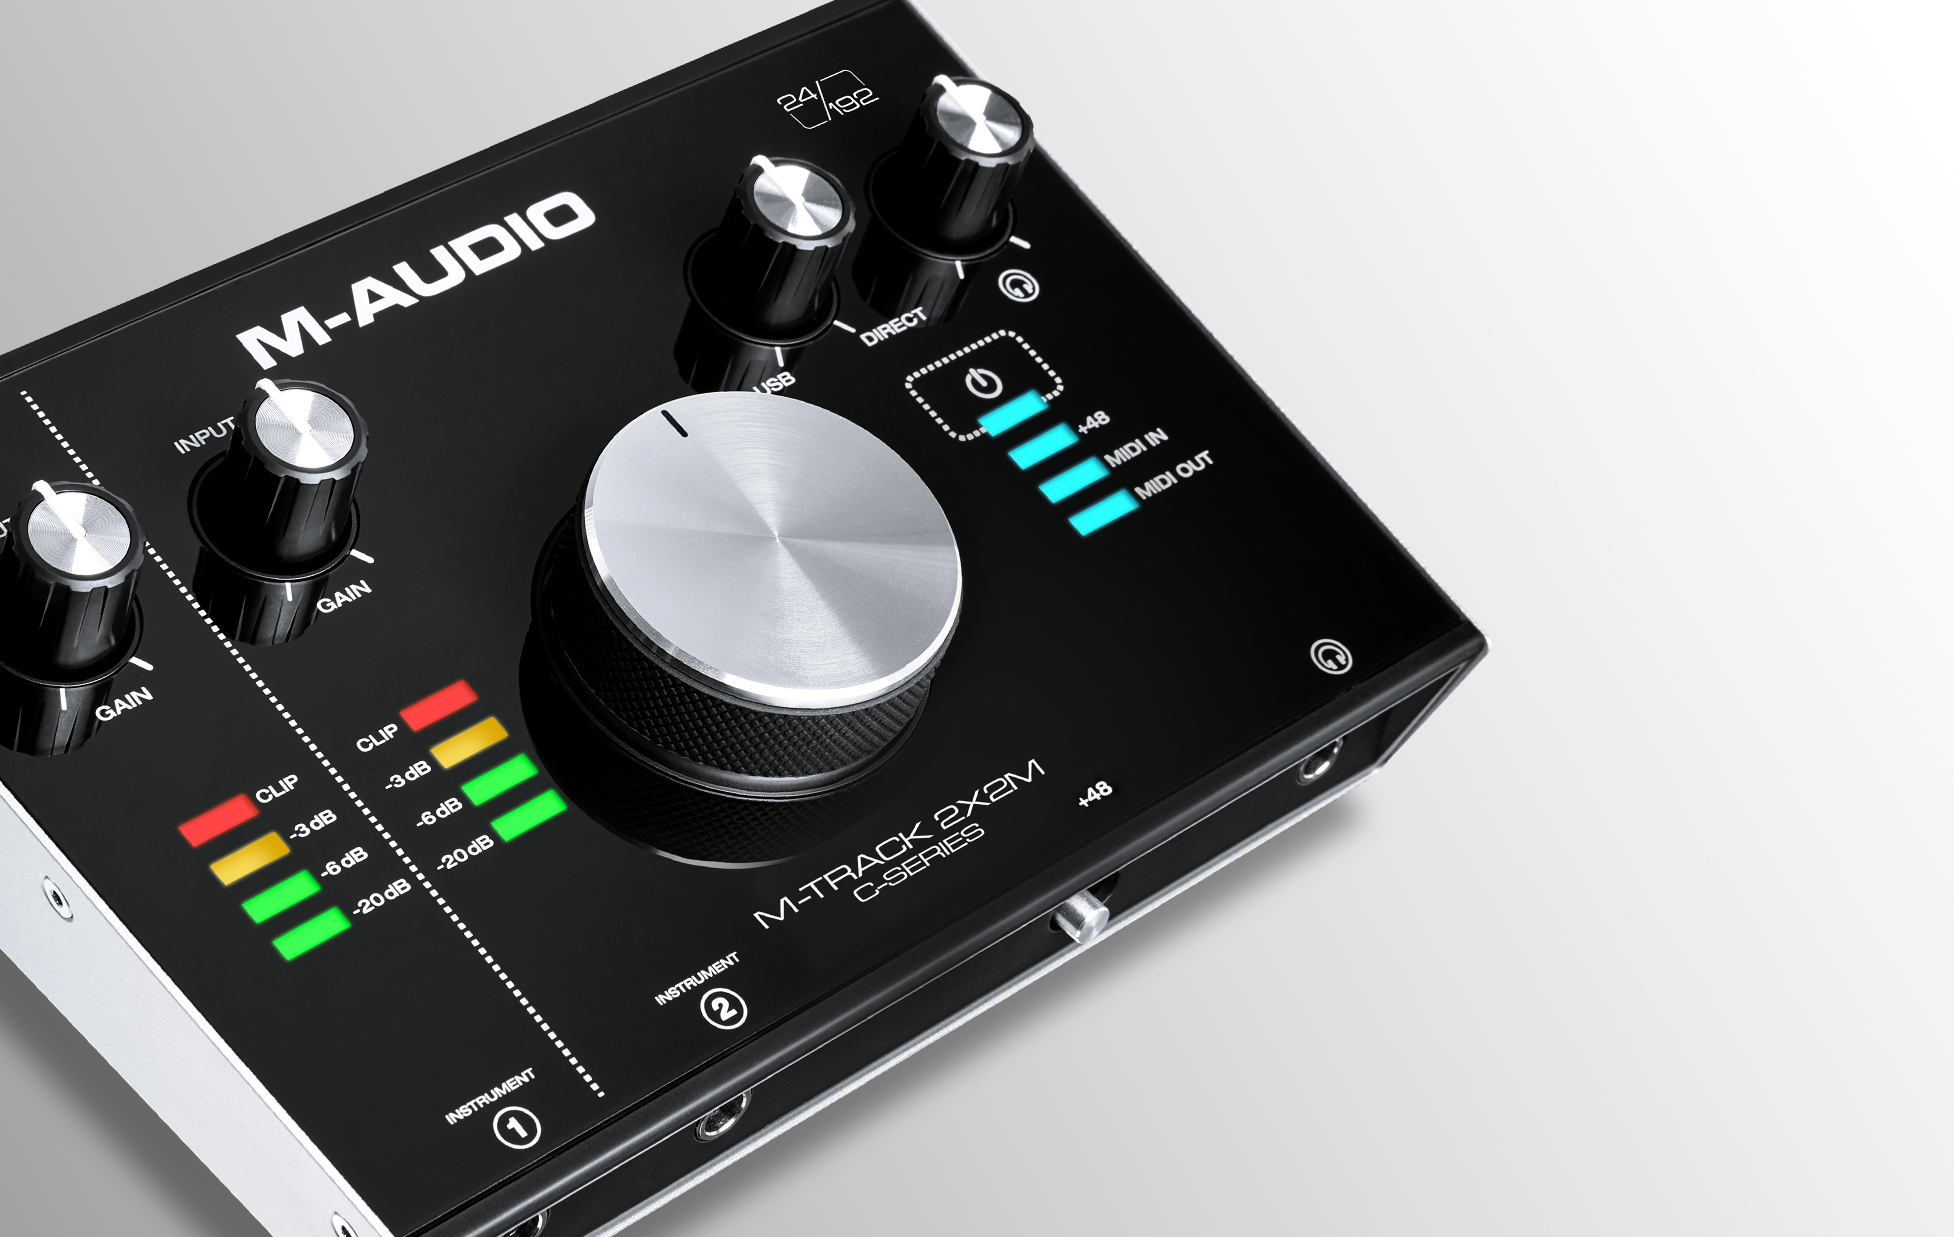 24/192
M-AUDIO
DIRECT
USB
INPUT
GAIN
GAIN
+48
MIDI IN
MIDI OUT
CLIP
-3dB
-6dB
-20dB
CLIP
-3dB
-6dB
-20dB
M-TRACK 2X2M
C-SERIES
+48
INSTRUMENT
2
INSTRUMENT
1